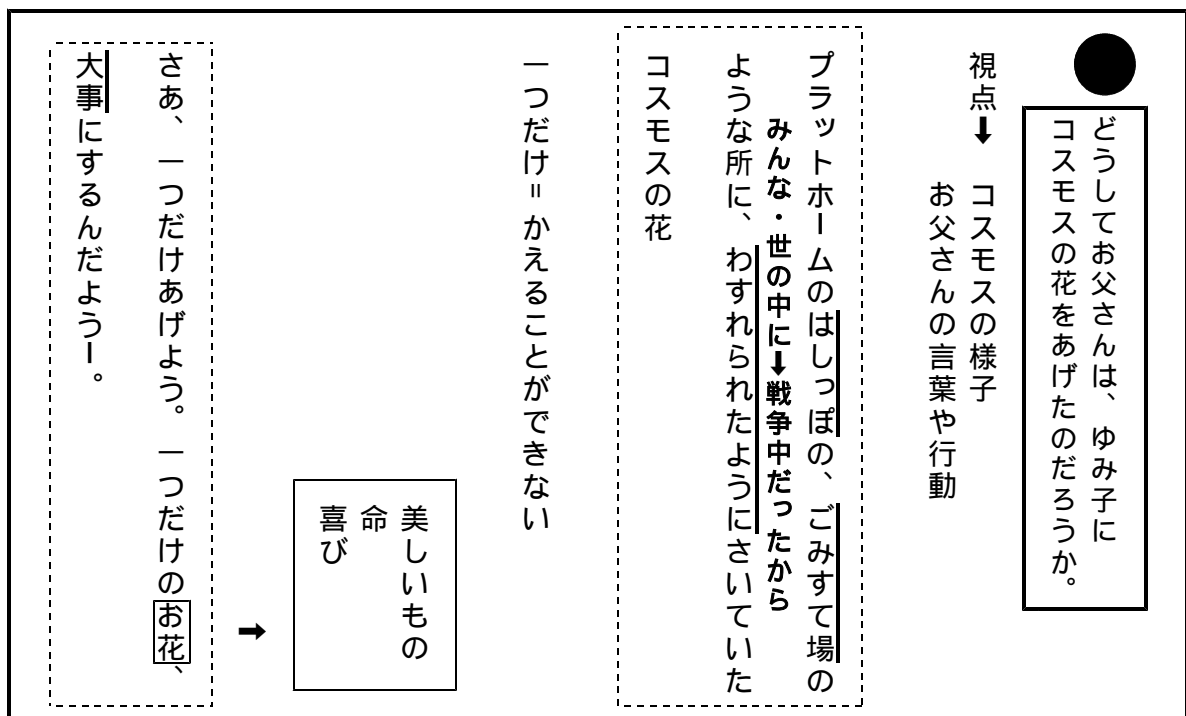 どうしてお父さんは、ゆみ子に
コスモスの花をあげたのだろうか。
視点➡ コスモスの様子
お父さんの言葉や行動
プラットホームのはしっぽの、ごみすて場の
みんな・世の中に➡戦争中だったから
ような所に、わすれられたようにさいていた
コスモスの花
一つだけ=かえることができない
美しいもの
命
喜び
➡
さあ、一つだけあげよう。一つだけのお花、
大事にするんだようー。